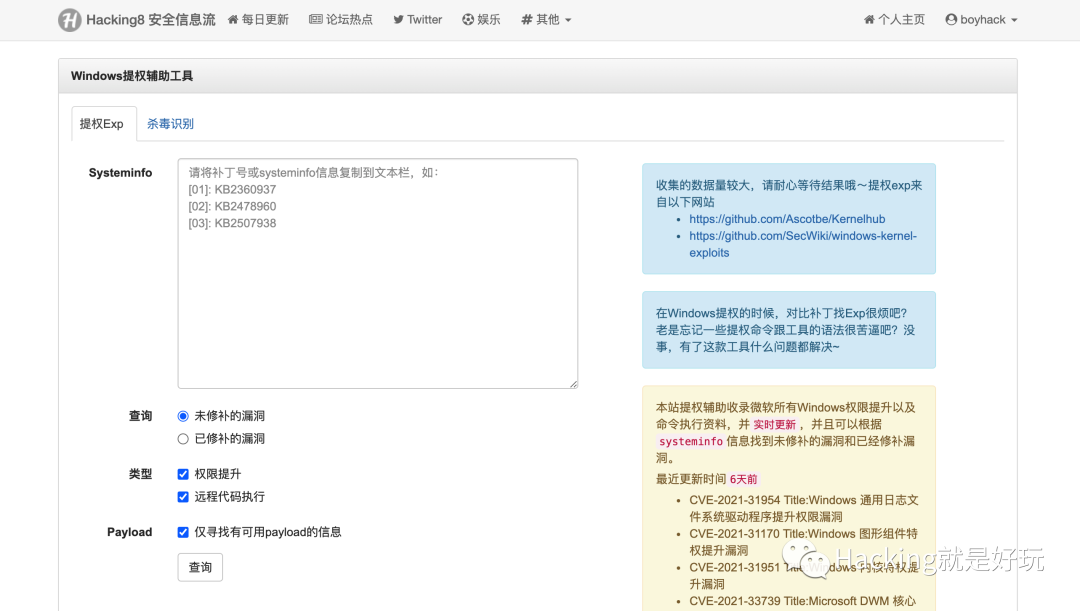 Hacking8 安全信息流 每日更新 论坛热点 Twitter 娱乐 # 其他 个人主页 boyhack
Windows提权辅助工具
提权Exp 杀毒识别
Systeminfo
请将补丁号或systeminfo信息复制到文本栏，如：
[01]: KB2360937
[02]: KB2478960
[03]: KB2507938
查询
未修补的漏洞
已修补的漏洞
类型
权限提升
远程代码执行
Payload
仅寻找有可用payload的信息
查询
收集的数据量较大，请耐心等待结果哦～提权exp来
自以下网站
https://github.com/Ascotbe/Kernelhub
https://github.com/SecWiki/windows-kernel-
exploits
在Windows提权的时候，对比补丁找Exp很烦吧？
老是忘记一些提权命令跟工具的语法很苦逼吧？没
事，有了这款工具什么问题都解决~
本站提权辅助收录微软所有Windows权限提升以及
命令执行资料，并 实时更新 ，并且可以根据
systeminfo 信息找到未修补的漏洞和已经修补漏
洞。
最近更新时间 6天前
CVE-2021-31954 Title:Windows 通用日志文
件系统驱动程序提升权限漏洞
CVE-2021-31170 Title:Windows 图形组件特
权提升漏洞
CVE-2021-31951 Title:Windows 内核特权提
升漏洞
CVE-2021-33739 Title:Microsoft DWM 核心
Hacking就是好玩